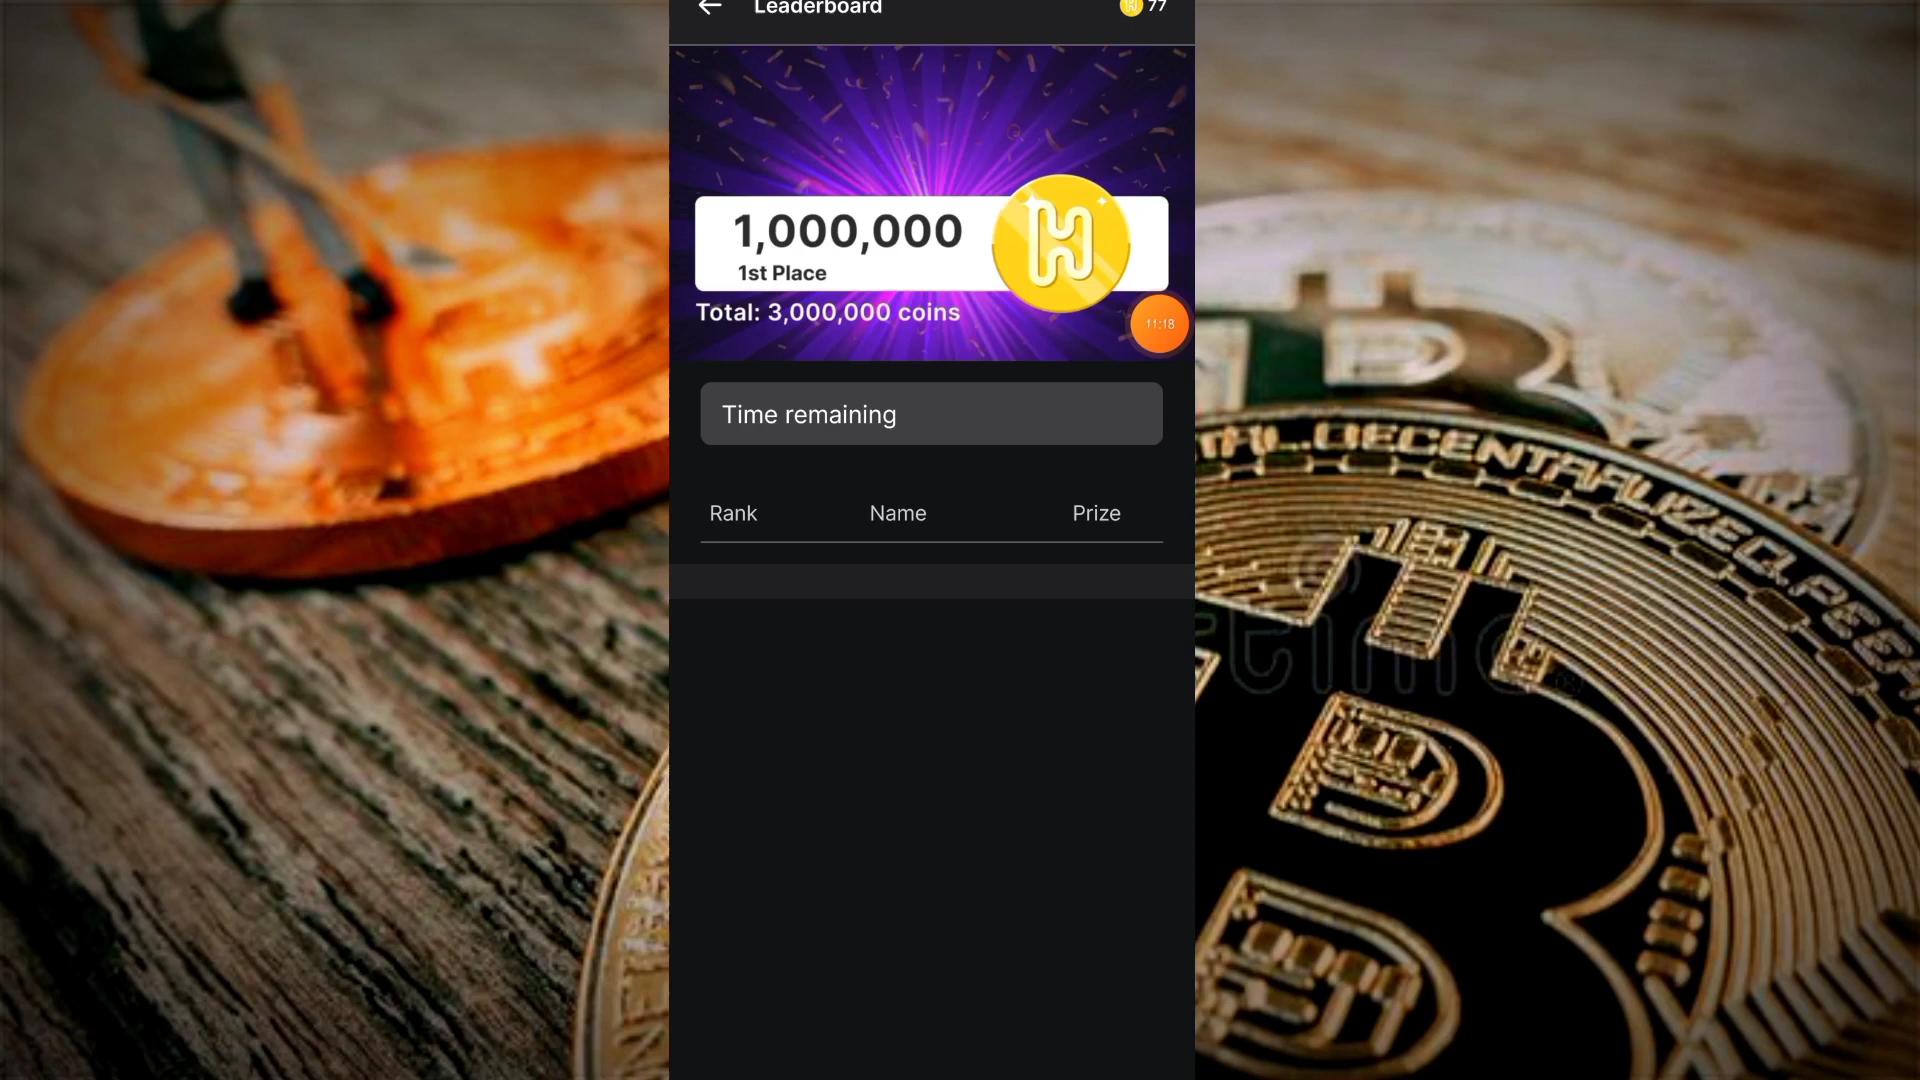 Leaderboard
77
1,000,000
1st Place
Total: 3,000,000 coins
11:18
Time remaining
Rank Name Prize
DECENTRALIZED